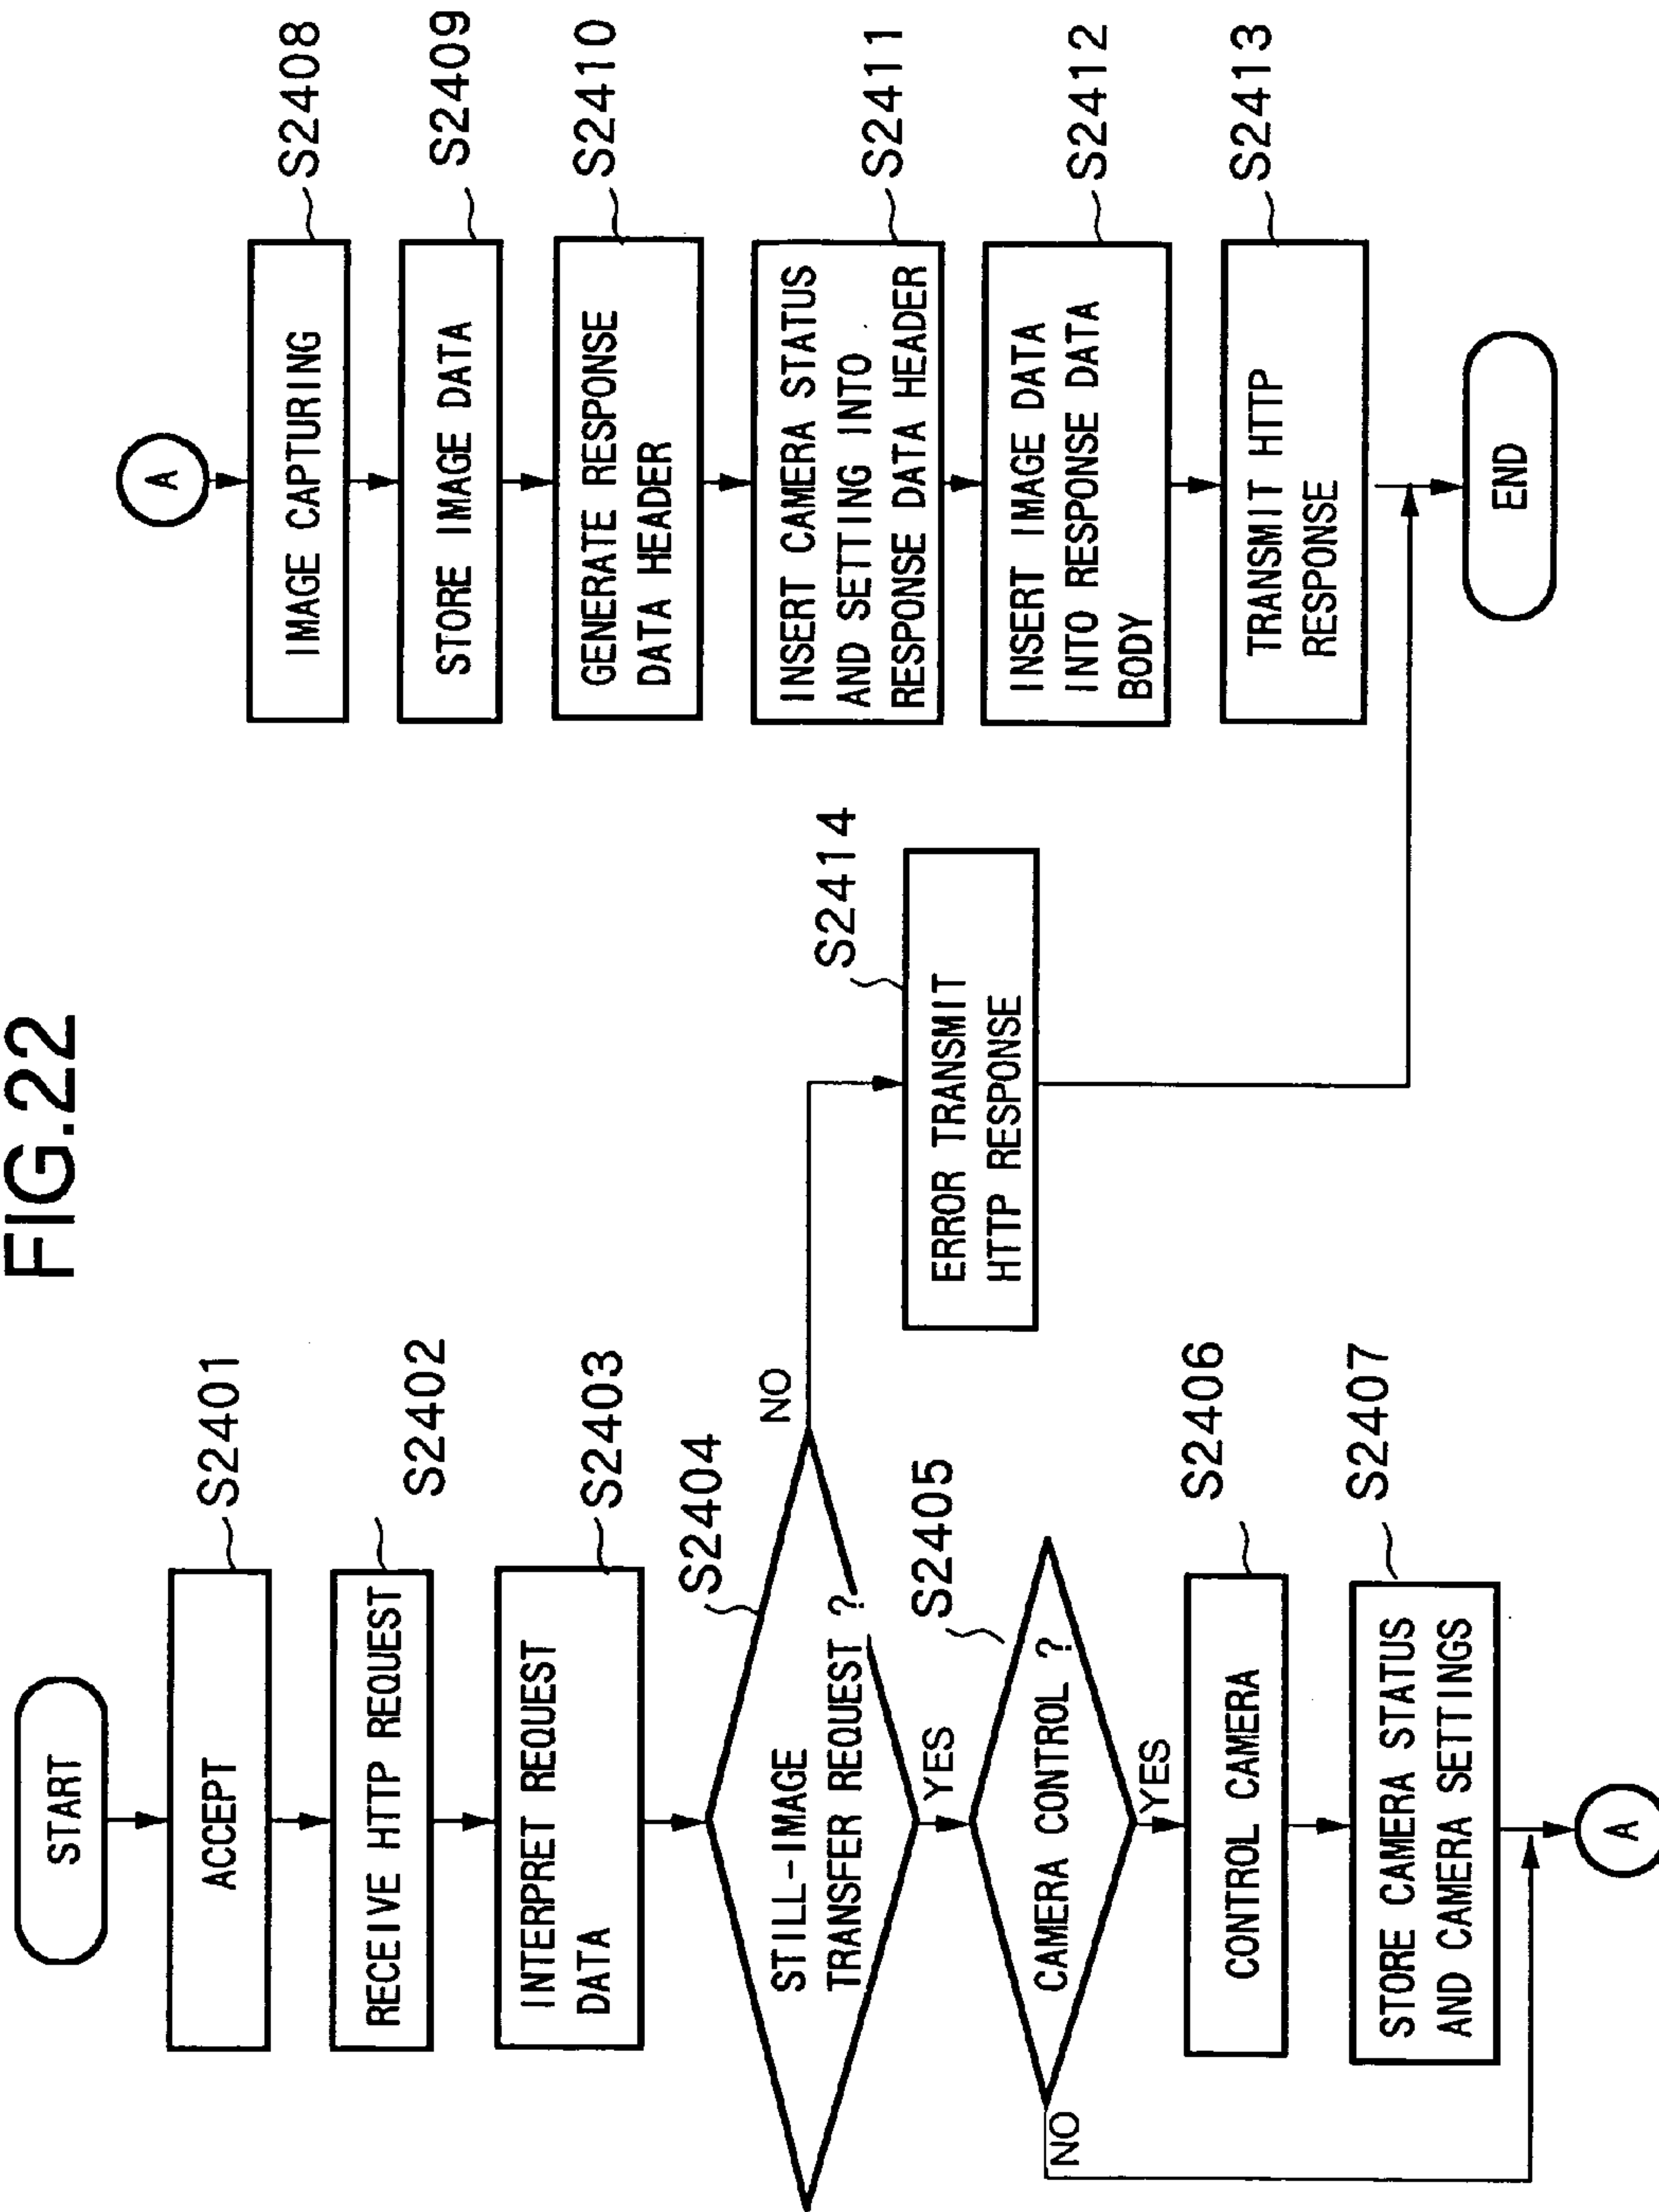 FIG.22
START
ACCEPT
S2401
RECEIVE HTTP REQUEST
S2402
INTERPRET REQUEST
DATA
S2403
STILL-IMAGE
TRANSFER REQUEST ?
S2404
NO
YES
CAMERA CONTROL ?
S2405
NO
YES
CONTROL CAMERA
S2406
STORE CAMERA STATUS
AND CAMERA SETTINGS
S2407
A
ERROR TRANSMIT
HTTP RESPONSE
S2414
A
IMAGE CAPTURING
S2408
STORE IMAGE DATA
S2409
GENERATE RESPONSE
DATA HEADER
S2410
INSERT CAMERA STATUS
AND SETTING INTO
RESPONSE DATA HEADER
S2411
INSERT IMAGE DATA
INTO RESPONSE DATA
BODY
S2412
TRANSMIT HTTP
RESPONSE
S2413
END